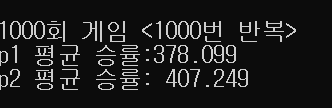 1000회 게임 <1000번 반복>
p1 평균 승률:378.099
p2 평균 승률: 407.249